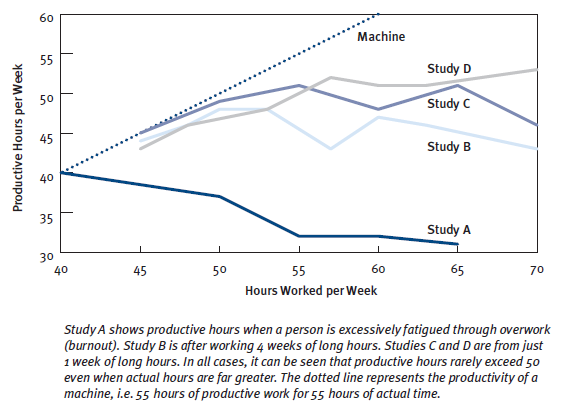 60
55
50
45
40
35
30
Productive Hours per Week
Machine
Study D
Study C
Study B
Study A
40 45 50 55 60 65 70
Hours Worked per Week
Study A shows productive hours when a person is excessively fatigued through overwork
(burnout). Study B is after working 4 weeks of long hours. Studies C and D are from just
1 week of long hours. In all cases, it can be seen that productive hours rarely exceed 50
even when actual hours are far greater. The dotted line represents the productivity of a
machine, i.e. 55 hours of productive work for 55 hours of actual time.